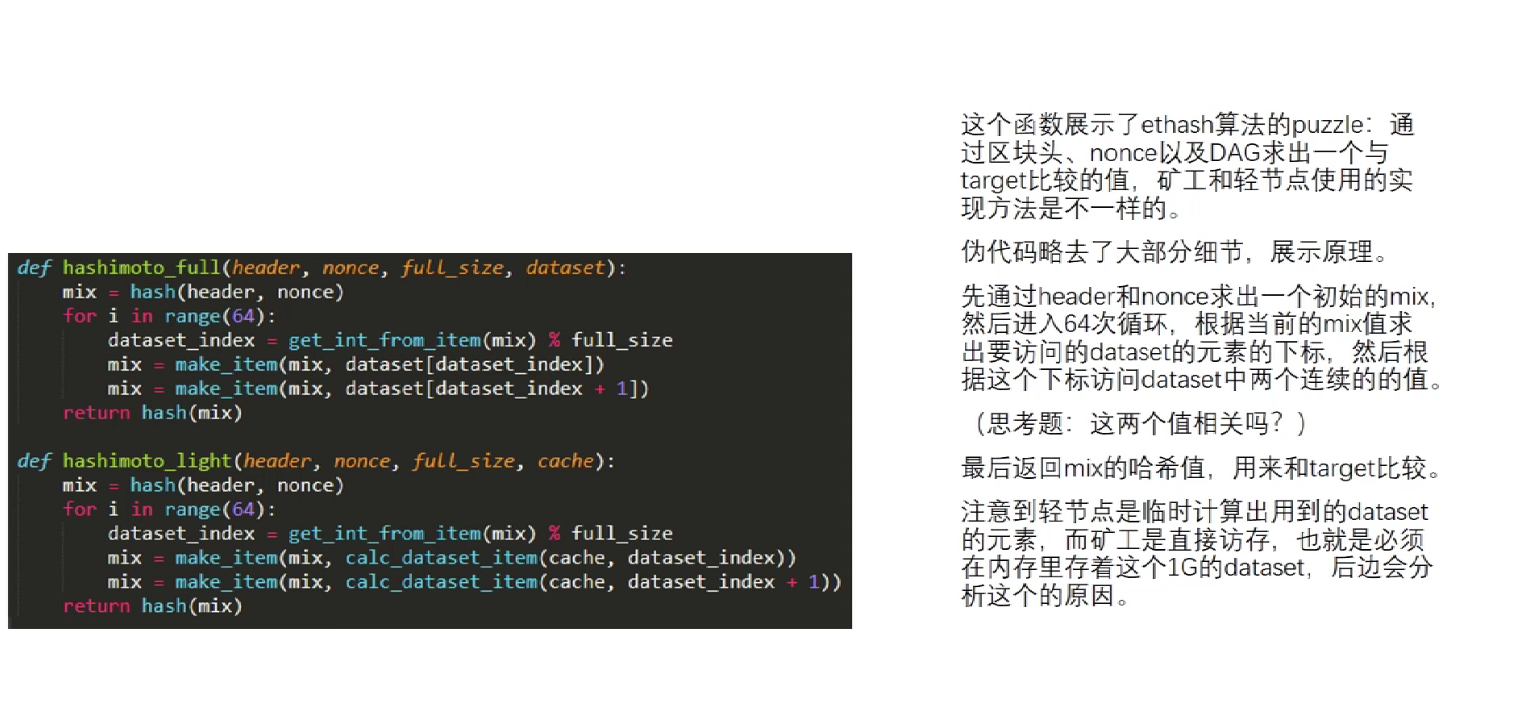 def hashimoto_full(header, nonce, full_size, dataset):
    mix = hash(header, nonce)
    for i in range(64):
        dataset_index = get_int_from_item(mix) % full_size
        mix = make_item(mix, dataset[dataset_index])
        mix = make_item(mix, dataset[dataset_index + 1])
    return hash(mix)
def hashimoto_light(header, nonce, full_size, cache):
    mix = hash(header, nonce)
    for i in range(64):
        dataset_index = get_int_from_item(mix) % full_size
        mix = make_item(mix, calc_dataset_item(cache, dataset_index))
        mix = make_item(mix, calc_dataset_item(cache, dataset_index + 1))
    return hash(mix)
这个函数展示了ethash算法的puzzle：通
过区块头、nonce以及DAG求出一个与
target比较的值，矿工和轻节点使用的实
现方法是不一样的。
伪代码略去了大部分细节，展示原理。
先通过header和nonce求出一个初始的mix,
然后进入64次循环，根据当前的mix值求
出要访问的dataset的元素的下标，然后根
据这个下标访问dataset中两个连续的的值。
（思考题：这两个值相关吗？）
最后返回mix的哈希值，用来和target比较。
注意到轻节点是临时计算出用到的dataset
的元素，而矿工是直接访存，也就是必须
在内存里存着这个1G的dataset，后边会分
析这个的原因。